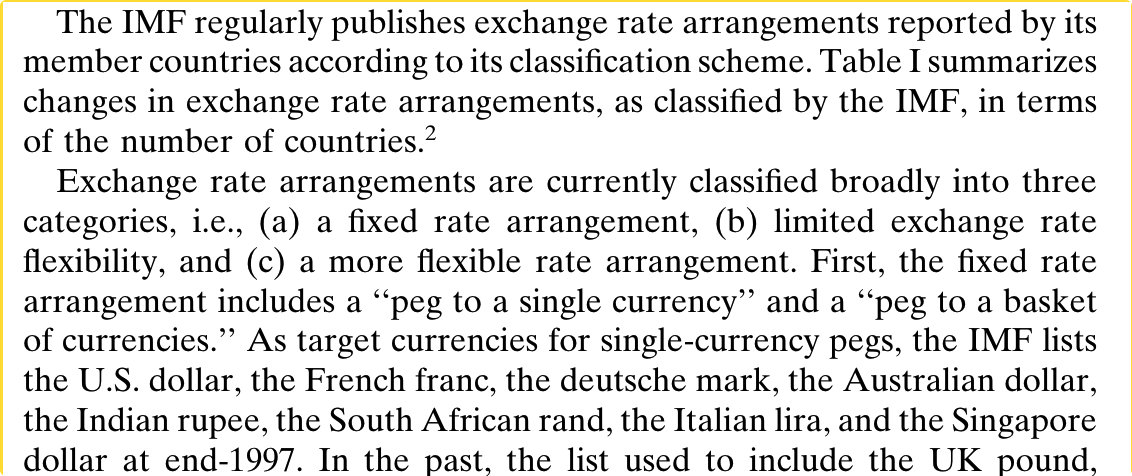 The IMF regularly publishes exchange rate arrangements reported by its
member countries according to its classification scheme. Table I summarizes
changes in exchange rate arrangements, as classified by the IMF, in terms
of the number of countries.²
Exchange rate arrangements are currently classified broadly into three
categories, i.e., (a) a fixed rate arrangement, (b) limited exchange rate
flexibility, and (c) a more flexible rate arrangement. First, the fixed rate
arrangement includes a ‘‘peg to a single currency’’ and a ‘‘peg to a basket
of currencies.’’ As target currencies for single-currency pegs, the IMF lists
the U.S. dollar, the French franc, the deutsche mark, the Australian dollar,
the Indian rupee, the South African rand, the Italian lira, and the Singapore
dollar at end-1997. In the past, the list used to include the UK pound,